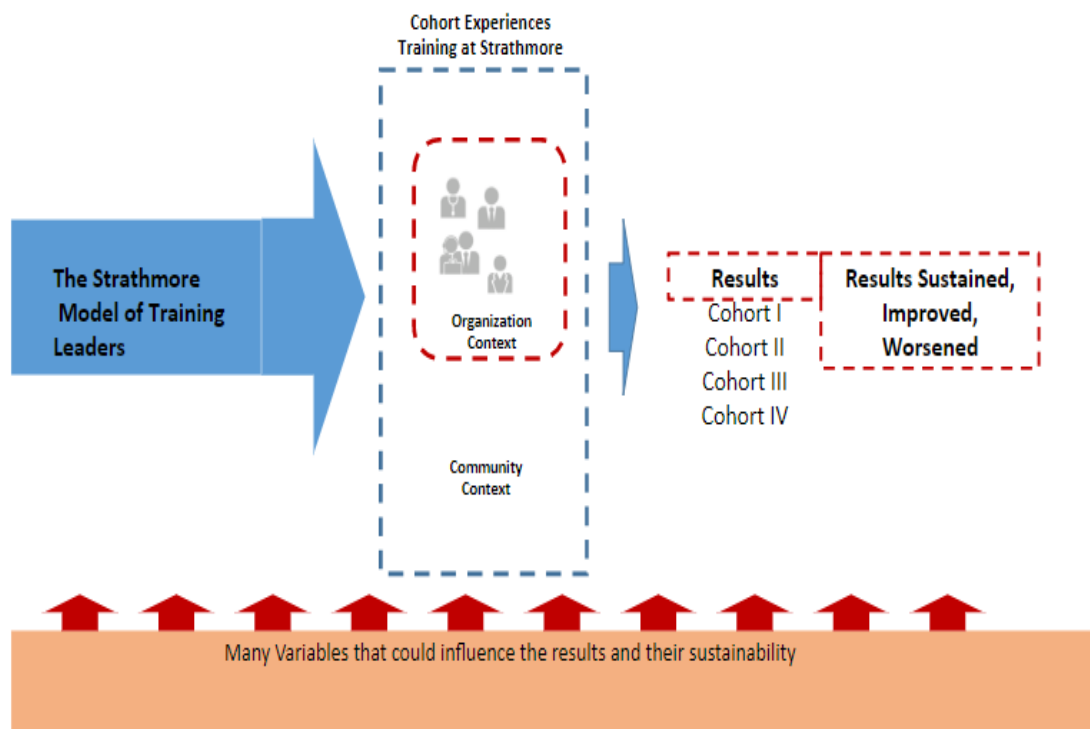 Cohort Experiences
Training at Strathmore
The Strathmore
Model of Training
Leaders
Organization
Context
Community
Context
Results
Cohort I
Cohort II
Cohort III
Cohort IV
Results Sustained,
Improved,
Worsened
Many Variables that could influence the results and their sustainability